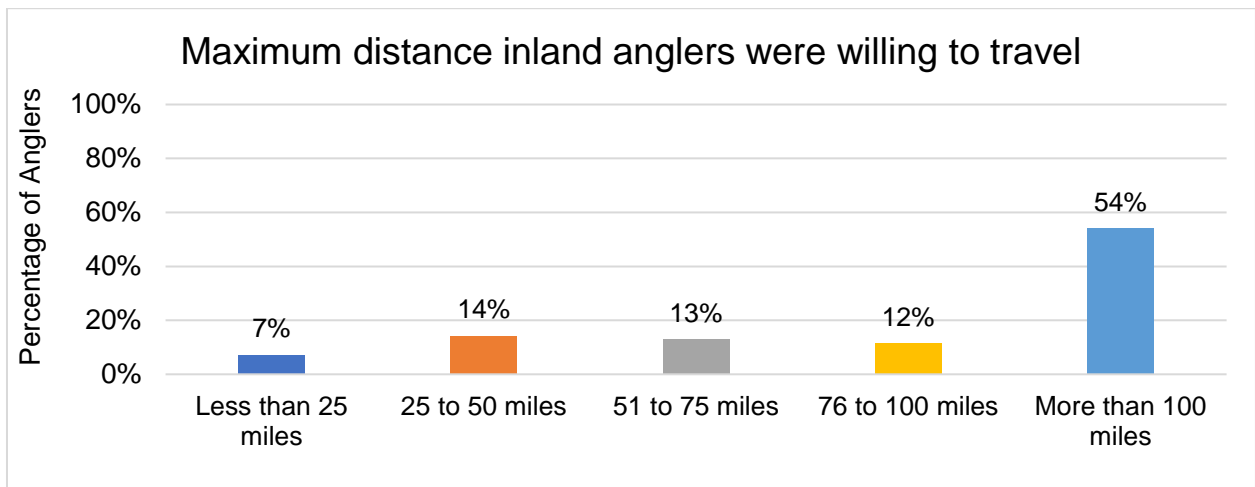 Maximum distance inland anglers were willing to travel
Percentage of Anglers
100%
80%
60%
40%
20%
0%
7%
14%
13%
12%
54%
Less than 25
miles
25 to 50 miles
51 to 75 miles
76 to 100 miles
More than 100
miles